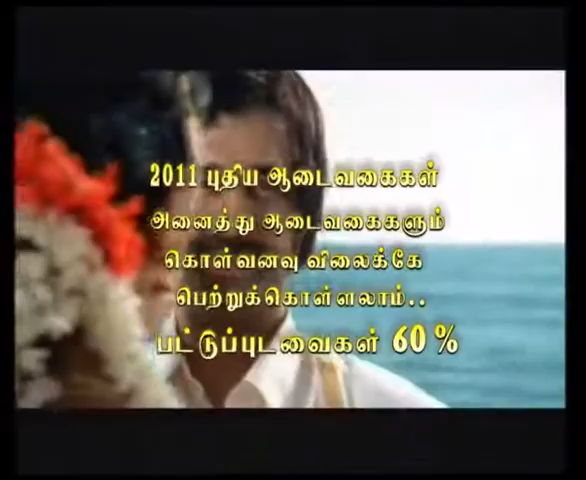 2011 புதிய ஆடைவகைகள்
அனைத்து ஆடைவகைகளும்
கொள்வனவு விலைக்கே
பெற்றுக்கொள்ளலாம்..
பட்டுப்புடவைகள் 60%